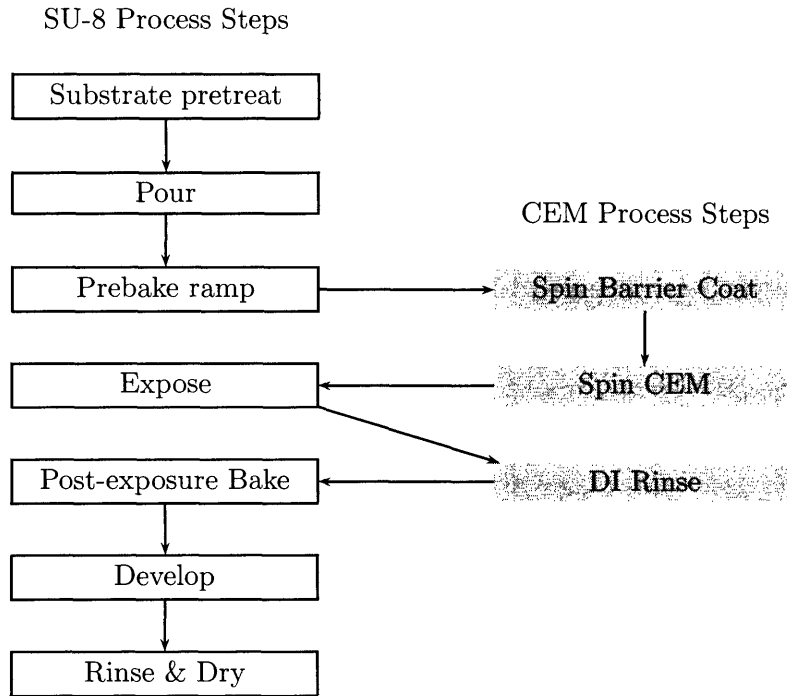 SU-8 Process Steps
Substrate pretreat
Pour
CEM Process Steps
Prebake ramp
Spin Barrier Coat
Expose
Spin CEM
Post-exposure Bake
DI Rinse
Develop
Rinse & Dry